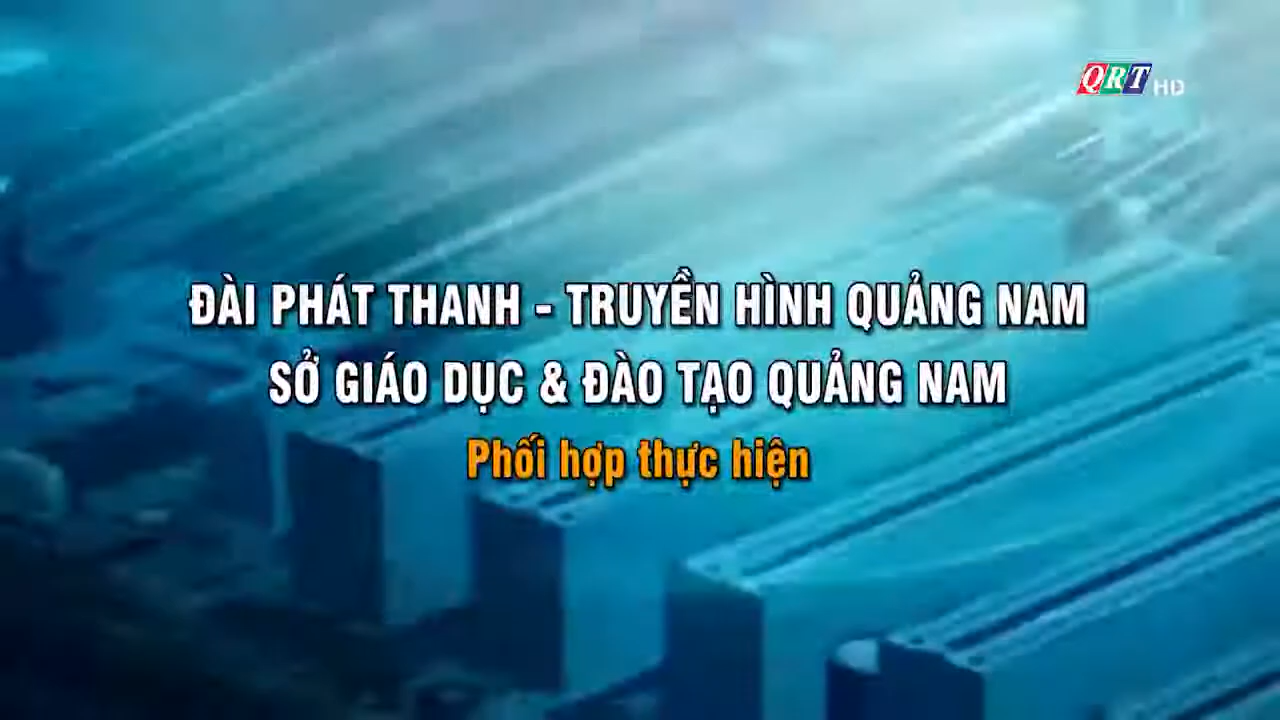 QRT HD
ĐÀI PHÁT THANH - TRUYỀN HÌNH QUẢNG NAM
SỞ GIÁO DỤC & ĐÀO TẠO QUẢNG NAM
Phối hợp thực hiện